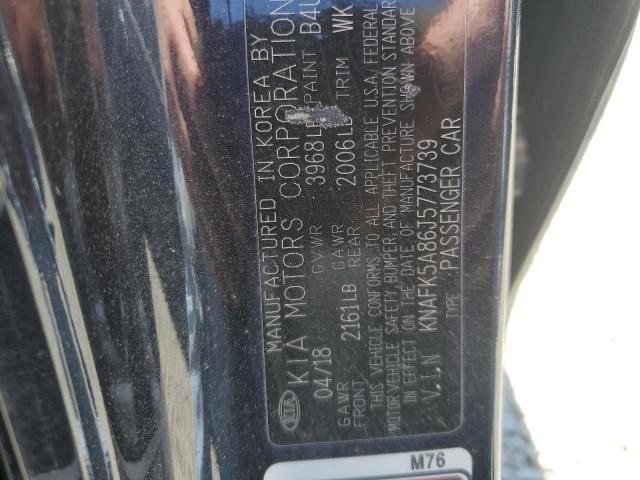 KIA
MANUFACTURED IN KOREA BY
KIA MOTORS CORPORATION
04/18 GVWR 3968LB PAINT B4U
GAWR FRONT 2161LB GAWR REAR 2006LB TRIM WK
THIS VEHICLE CONFORMS TO ALL APPLICABLE U.S.A. FEDERAL
MOTOR VEHICLE SAFETY, BUMPER, AND THEFT PREVENTION STANDAR
IN EFFECT ON THE DATE OF MANUFACTURE SHOWN ABOVE
V.I.N KNAFK5A86J5773739
TYPE PASSENGER CAR
M76